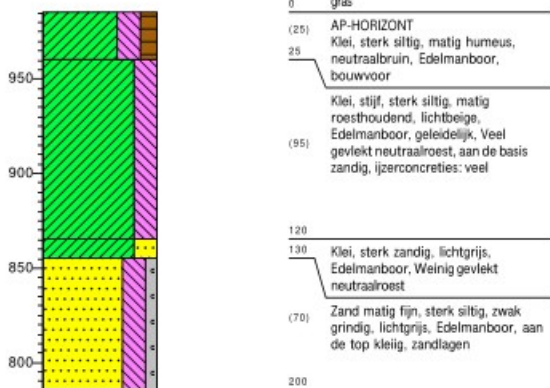 0 gras
(25) AP-HORIZONT
Klei, sterk siltig, matig humeus,
25 neutraalbruin, Edelmanboor,
bouwvoor
950
Klei, stijf, sterk siltig, matig
roesthoudend, lichtbeige,
Edelmanboor, geleidelijk, Veel
(95) gevlekt neutraalroest, aan de basis
zandig, ijzerconcreties: veel
900
120
130 Klei, sterk zandig, lichtgrijs,
Edelmanboor, Weinig gevlekt
neutraalroest
850
(70) Zand matig fijn, sterk siltig, zwak
grindig, lichtgrijs, Edelmanboor, aan
de top kleiig, zandlagen
800
200